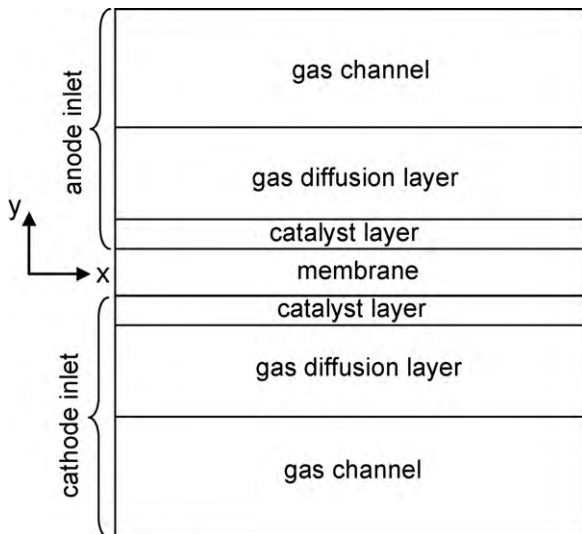 gas channel
anode inlet
gas diffusion layer
y
catalyst layer
x
membrane
catalyst layer
gas diffusion layer
cathode inlet
gas channel